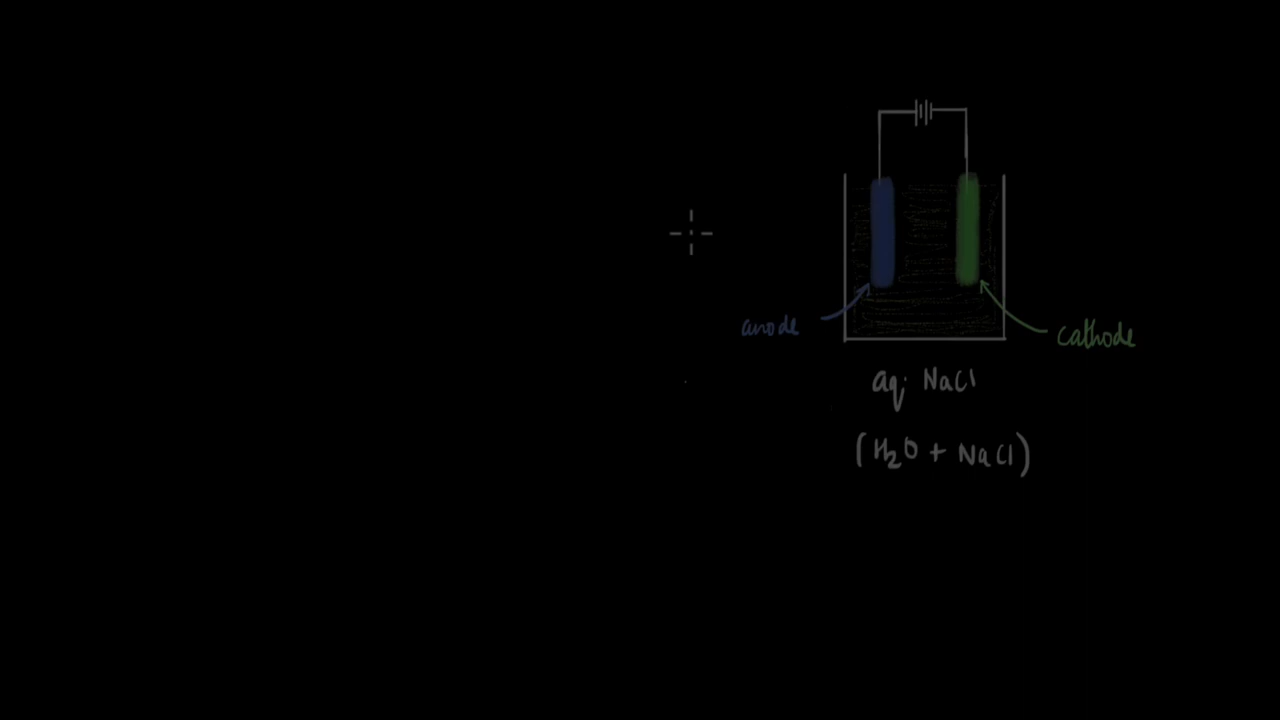 anode
cathode
aq. NaCl
(H₂O + NaCl)